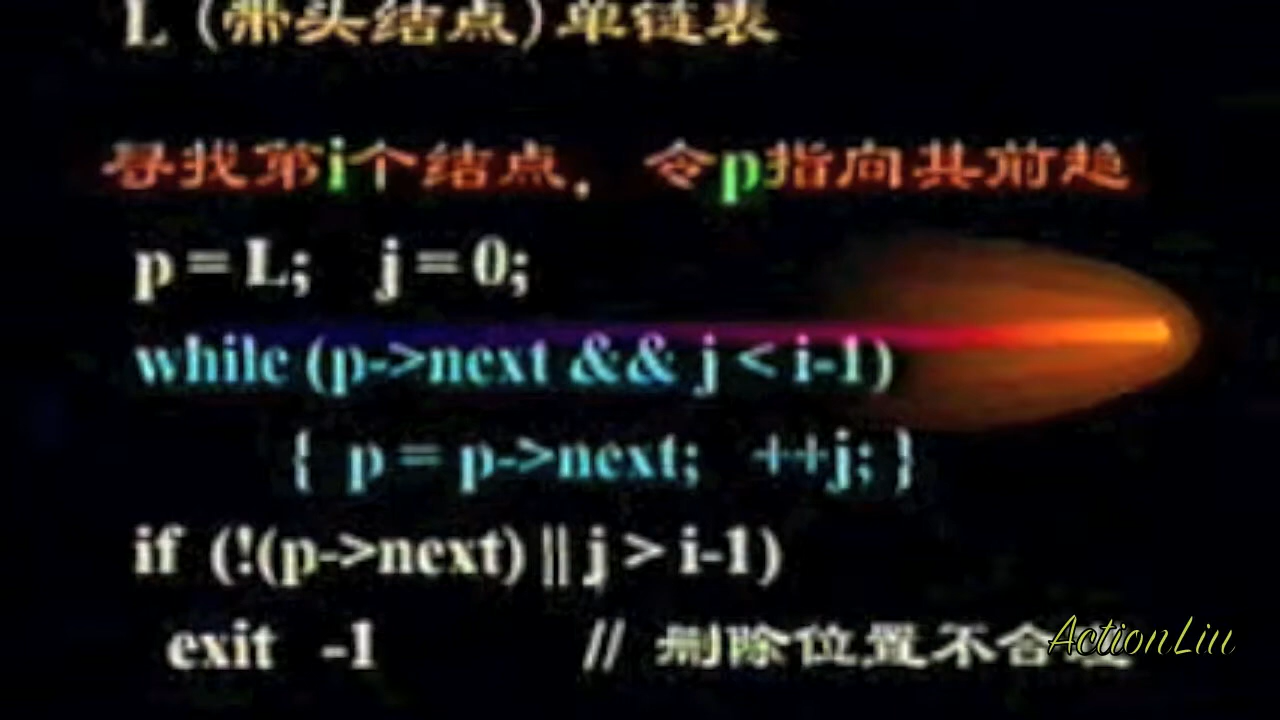 L (带头结点) 单链表
寻找第i个结点，令p指向其前趋
p = L;  j = 0;
while (p->next && j < i-1)
{ p = p->next;  ++j; }
if (!(p->next) || j > i-1)
exit -1  // 删除位置不合理
ActionLiu